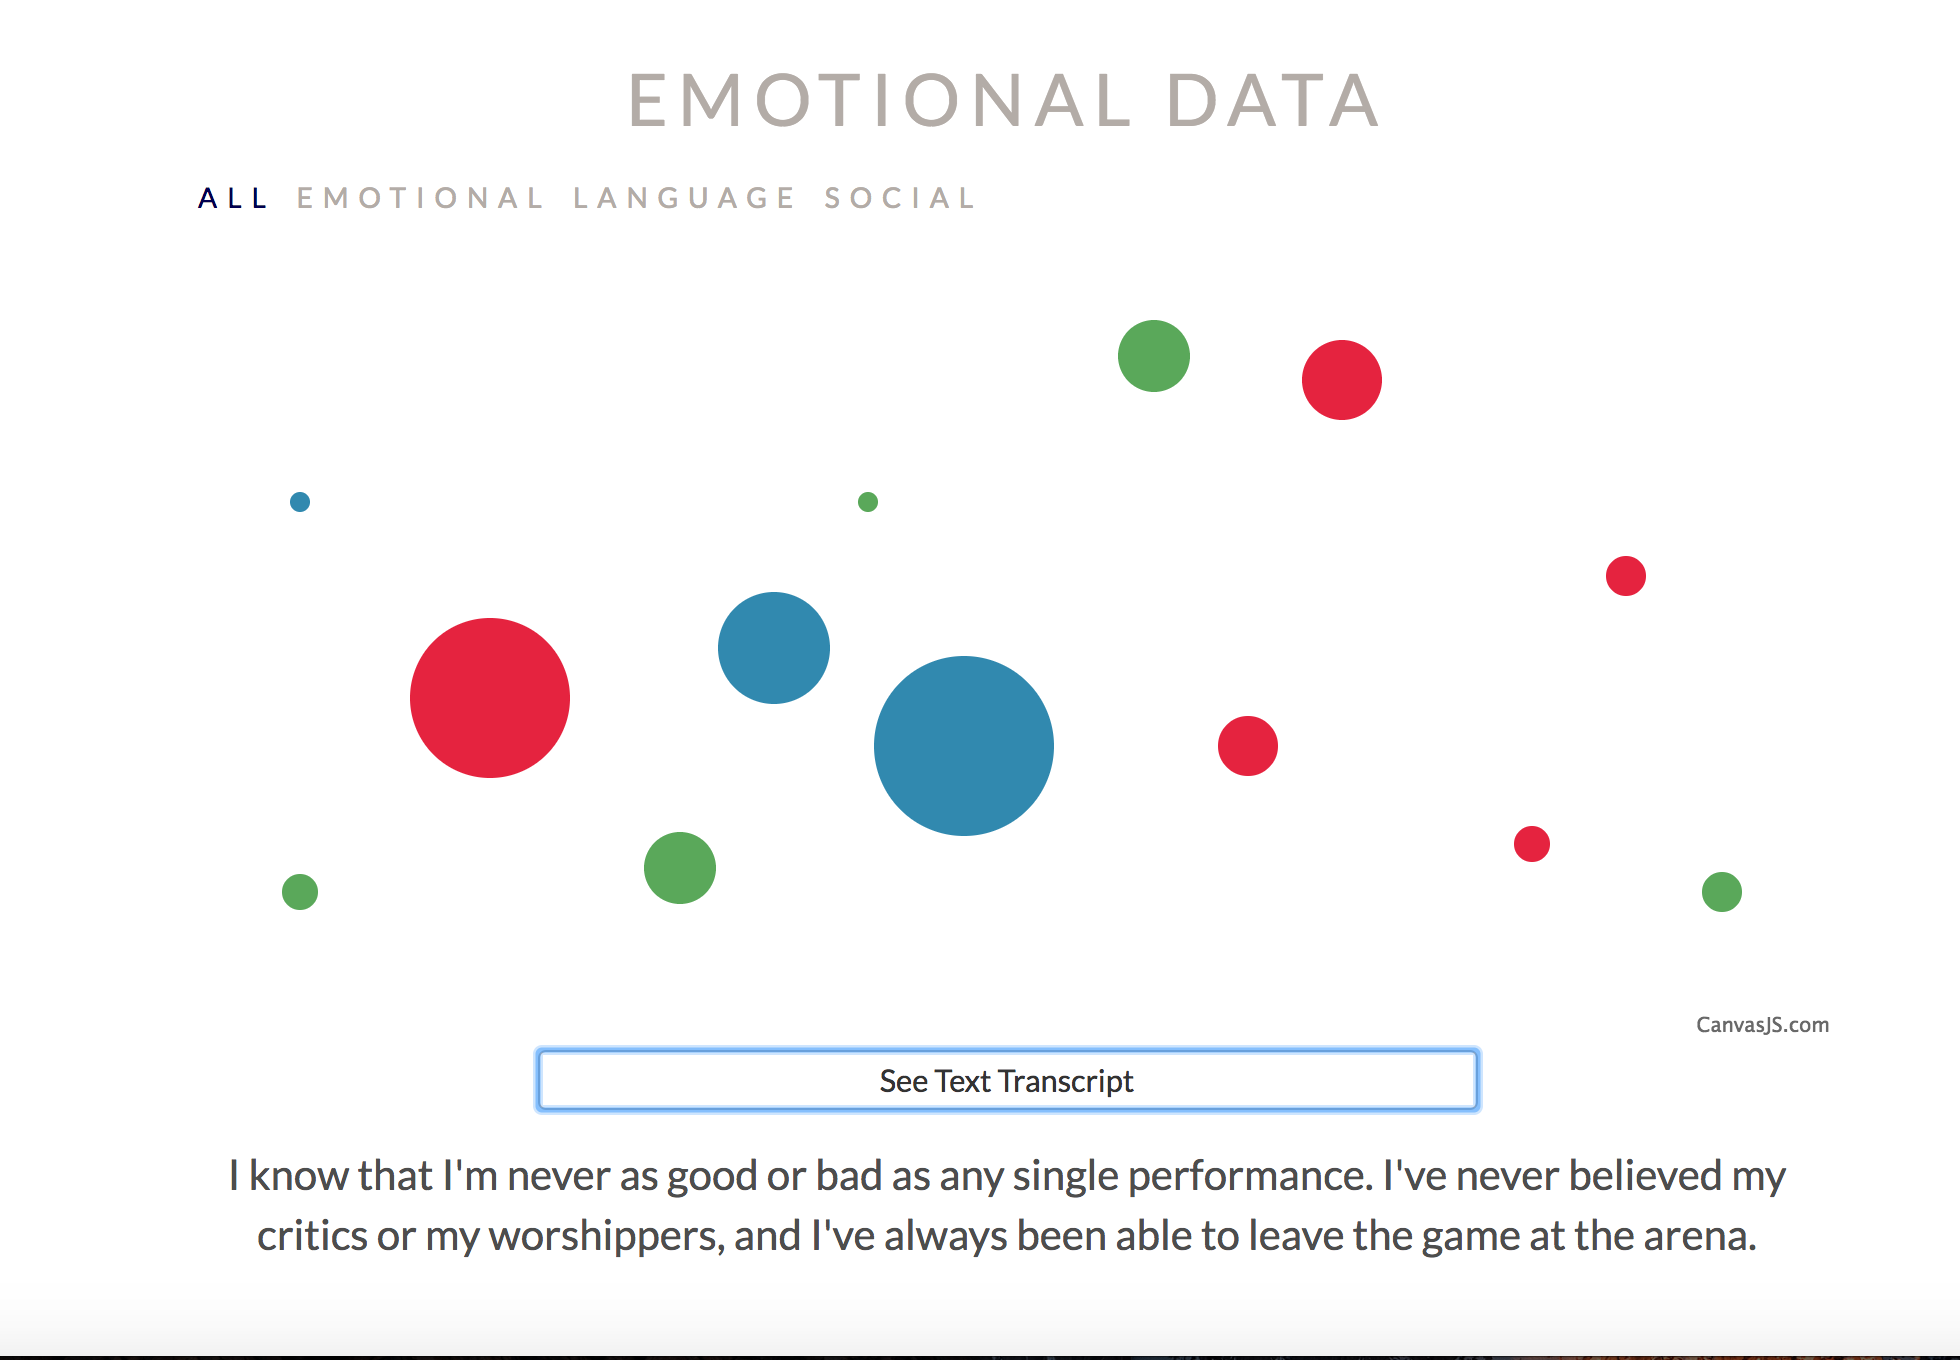 EMOTIONAL DATA
ALL EMOTIONAL LANGUAGE SOCIAL
CanvasJS.com
See Text Transcript
I know that I'm never as good or bad as any single performance. I've never believed my
critics or my worshippers, and I've always been able to leave the game at the arena.